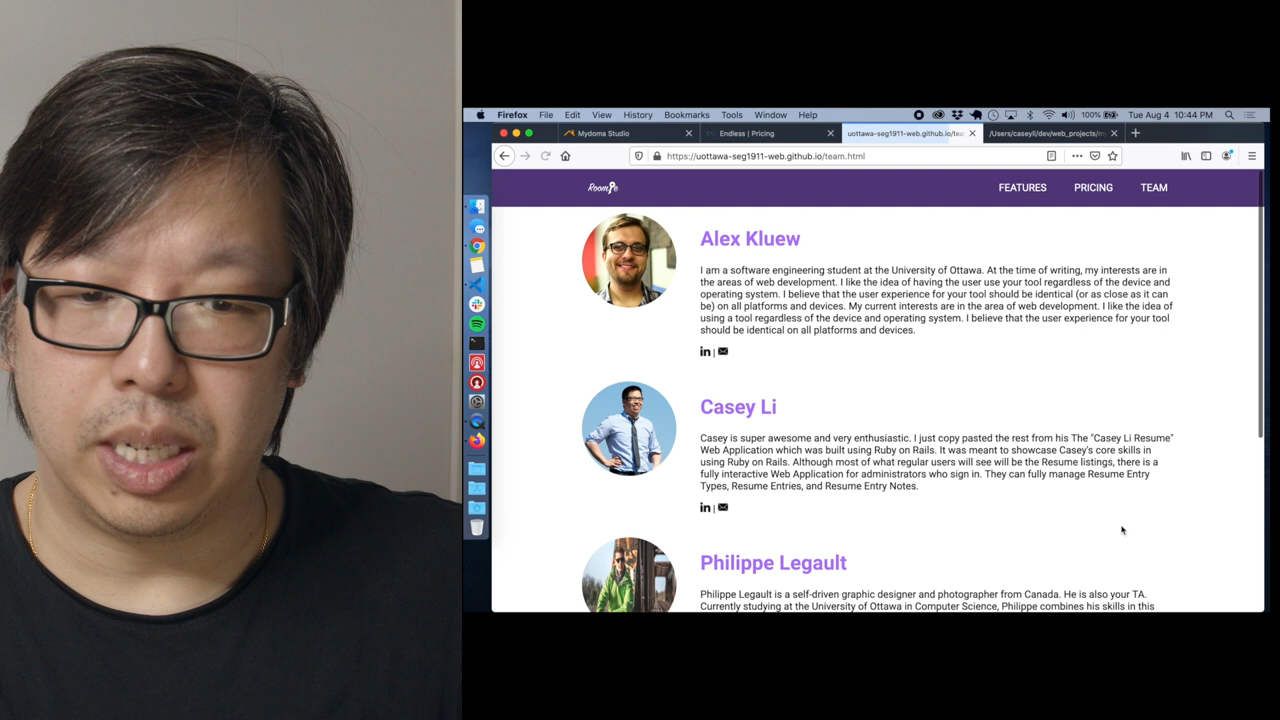 Firefox File Edit View History Bookmarks Tools Window Help 100% Tue Aug 4 10:44 PM
Mydoma Studio Endless | Pricing uottawa-seg1911-web.github.io/tea /Users/caseyli/dev/web_projects/m
https://uottawa-seg1911-web.github.io/team.html
Roomie FEATURES PRICING TEAM
Alex Kluew
I am a software engineering student at the University of Ottawa. At the time of writing, my interests are in
the areas of web development. I like the idea of having the user use your tool regardless of the device and
operating system. I believe that the user experience for your tool should be identical (or as close as it can
be) on all platforms and devices. My current interests are in the area of web development. I like the idea of
using a tool regardless of the device and operating system. I believe that the user experience for your tool
should be identical on all platforms and devices.
in |
Casey Li
Casey is super awesome and very enthusiastic. I just copy pasted the rest from his The "Casey Li Resume"
Web Application which was built using Ruby on Rails. It was meant to showcase Casey's core skills in
using Ruby on Rails. Although most of what regular users will see will be the Resume listings, there is a
fully interactive Web Application for administrators who sign in. They can fully manage Resume Entry
Types, Resume Entries, and Resume Entry Notes.
in |
Philippe Legault
Philippe Legault is a self-driven graphic designer and photographer from Canada. He is also your TA.
Currently studying at the University of Ottawa in Computer Science, Philippe combines his skills in this